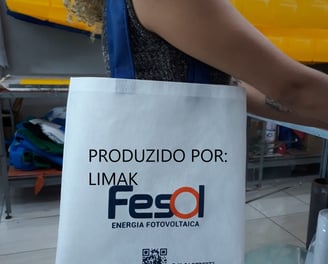 PRODUZIDO POR:
LIMAK
Fesol
ENERGIA FOTOVOLTAICA